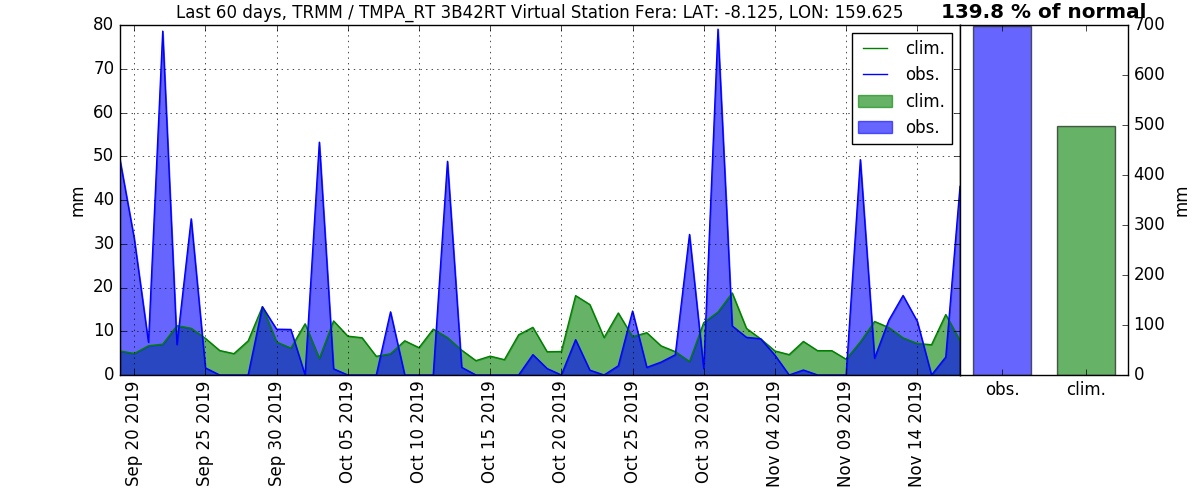 Last 60 days, TRMM / TMPA_RT 3B42RT Virtual Station Fera: LAT: -8.125, LON: 159.625
139.8 % of normal
80
70
60
50
40
30
20
10
0
mm
clim.
obs.
clim.
obs.
700
600
500
400
300
200
100
0
mm
obs.
clim.
Sep 20 2019
Sep 25 2019
Sep 30 2019
Oct 05 2019
Oct 10 2019
Oct 15 2019
Oct 20 2019
Oct 25 2019
Oct 30 2019
Nov 04 2019
Nov 09 2019
Nov 14 2019